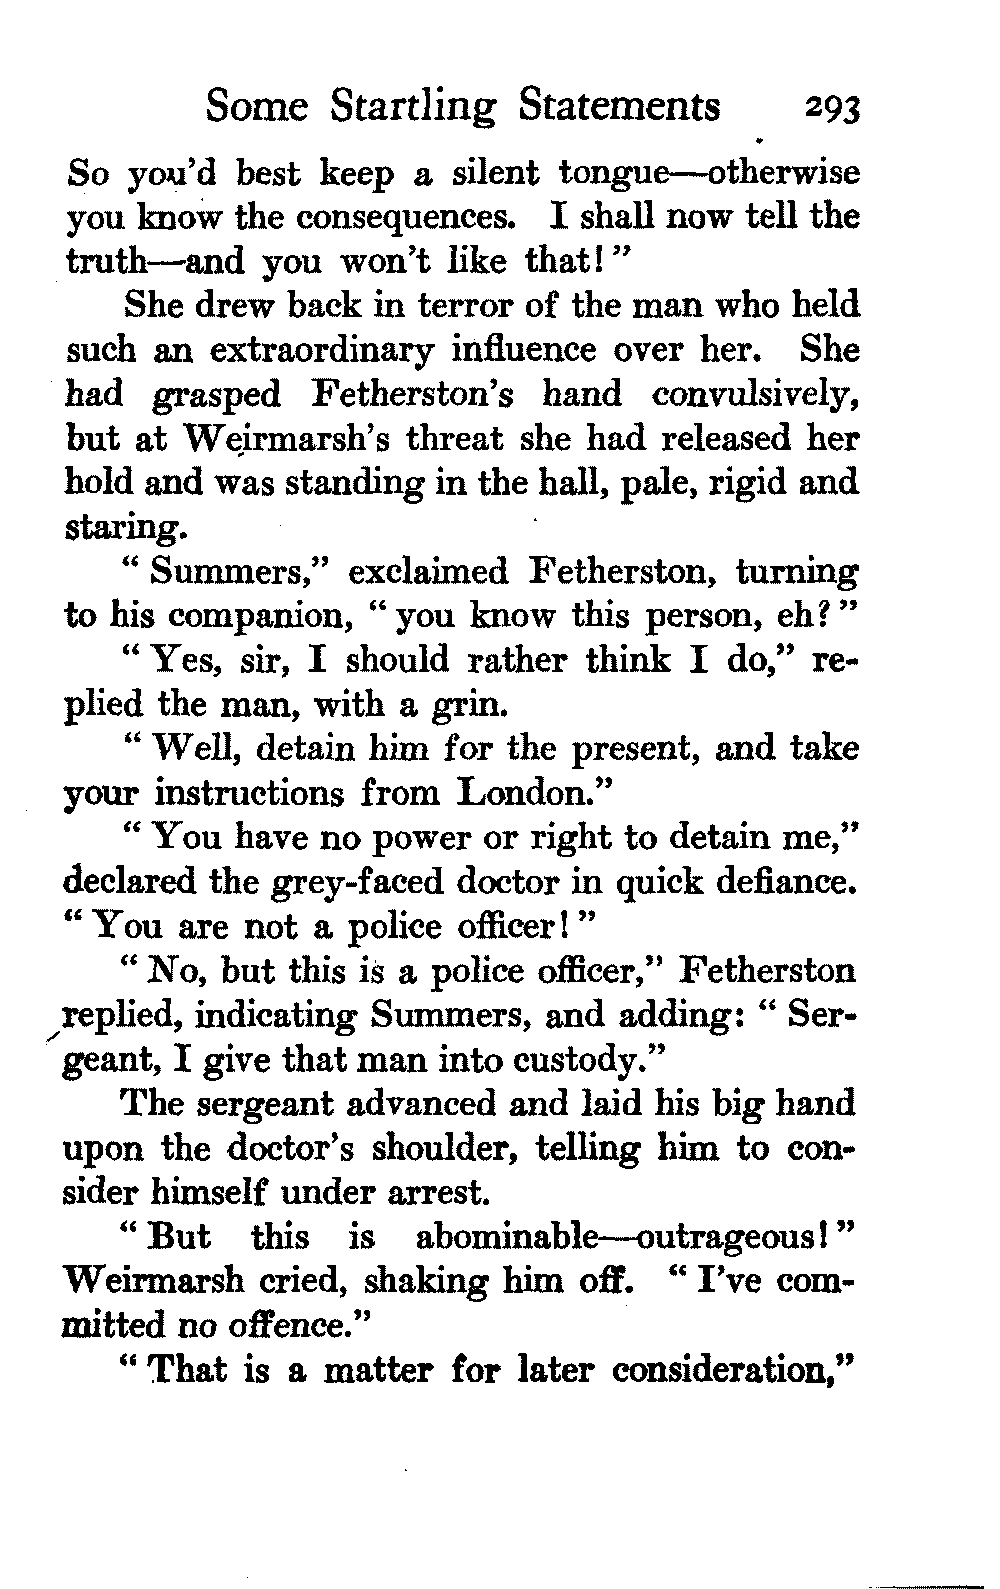 Some Startling Statements 293
So you'd best keep a silent tongue—otherwise
you know the consequences. I shall now tell the
truth—and you won't like that!"
She drew back in terror of the man who held
such an extraordinary influence over her. She
had grasped Fetherston's hand convulsively,
but at Weirmarsh's threat she had released her
hold and was standing in the hall, pale, rigid and
staring.
"Summers," exclaimed Fetherston, turning
to his companion, "you know this person, eh?"
"Yes, sir, I should rather think I do," re-
plied the man, with a grin.
"Well, detain him for the present, and take
your instructions from London."
"You have no power or right to detain me,"
declared the grey-faced doctor in quick defiance.
"You are not a police officer!"
"No, but this is a police officer," Fetherston
replied, indicating Summers, and adding: "Ser-
geant, I give that man into custody."
The sergeant advanced and laid his big hand
upon the doctor's shoulder, telling him to con-
sider himself under arrest.
"But this is abominable—outrageous!"
Weirmarsh cried, shaking him off. "I've com-
mitted no offence."
"That is a matter for later consideration,"